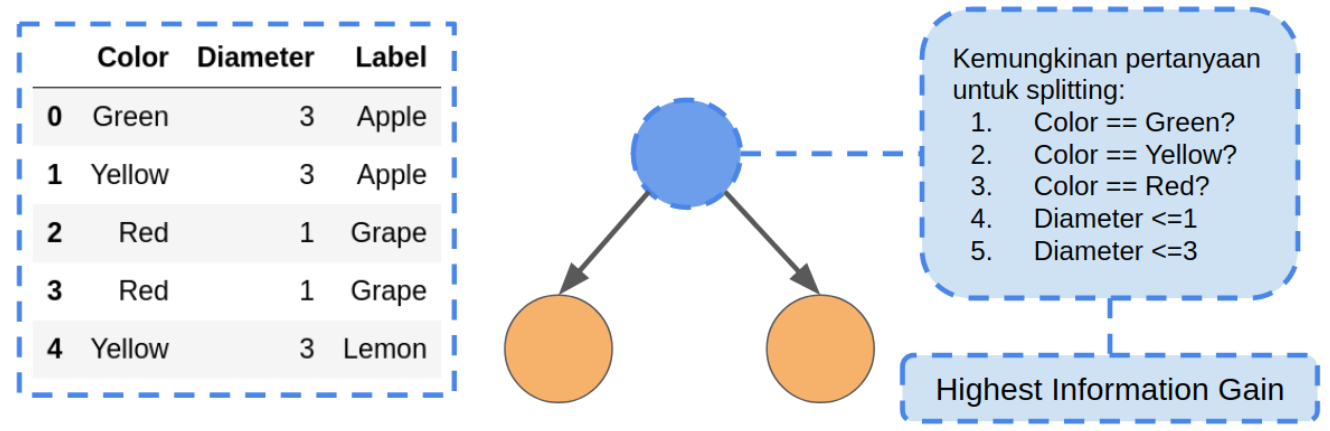 Color Diameter Label
0 Green 3 Apple
1 Yellow 3 Apple
2 Red 1 Grape
3 Red 1 Grape
4 Yellow 3 Lemon
Kemungkinan pertanyaan
untuk splitting:
1. Color == Green?
2. Color == Yellow?
3. Color == Red?
4. Diameter <=1
5. Diameter <=3
Highest Information Gain